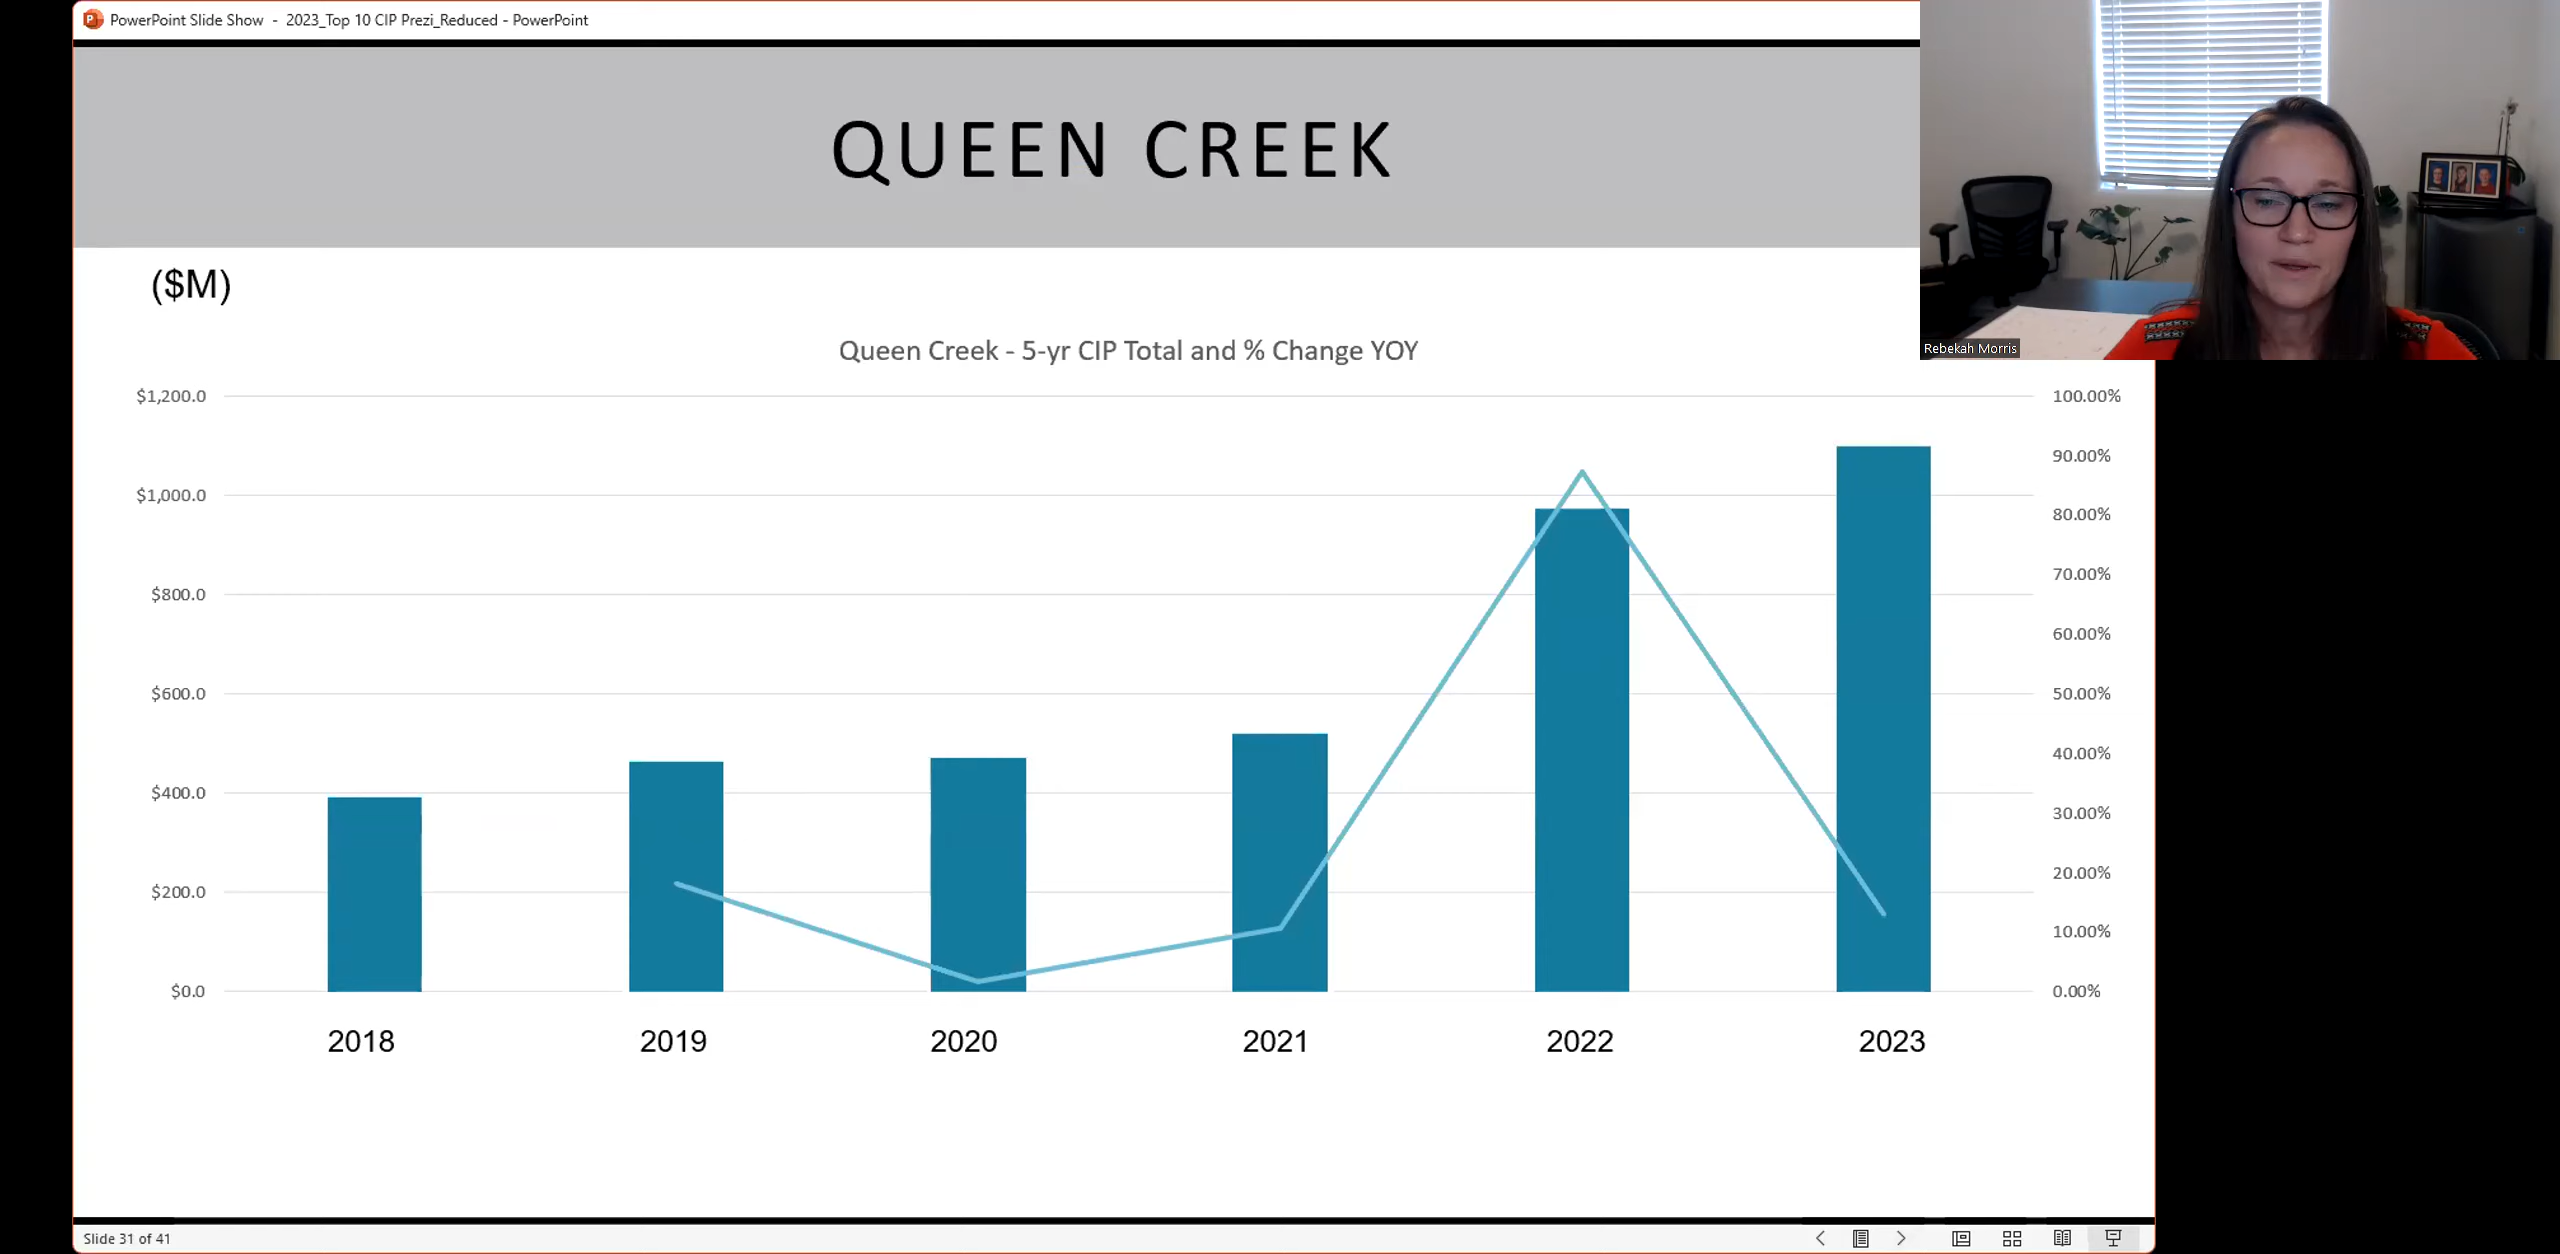 PowerPoint Slide Show - 2023_Top 10 CIP Prezi_Reduced - PowerPoint
QUEEN CREEK
Rebekah Morris
($M)
Queen Creek - 5-yr CIP Total and % Change YOY
$1,200.0
$1,000.0
$800.0
$600.0
$400.0
$200.0
$0.0
100.00%
90.00%
80.00%
70.00%
60.00%
50.00%
40.00%
30.00%
20.00%
10.00%
0.00%
2018 2019 2020 2021 2022 2023
Slide 31 of 41